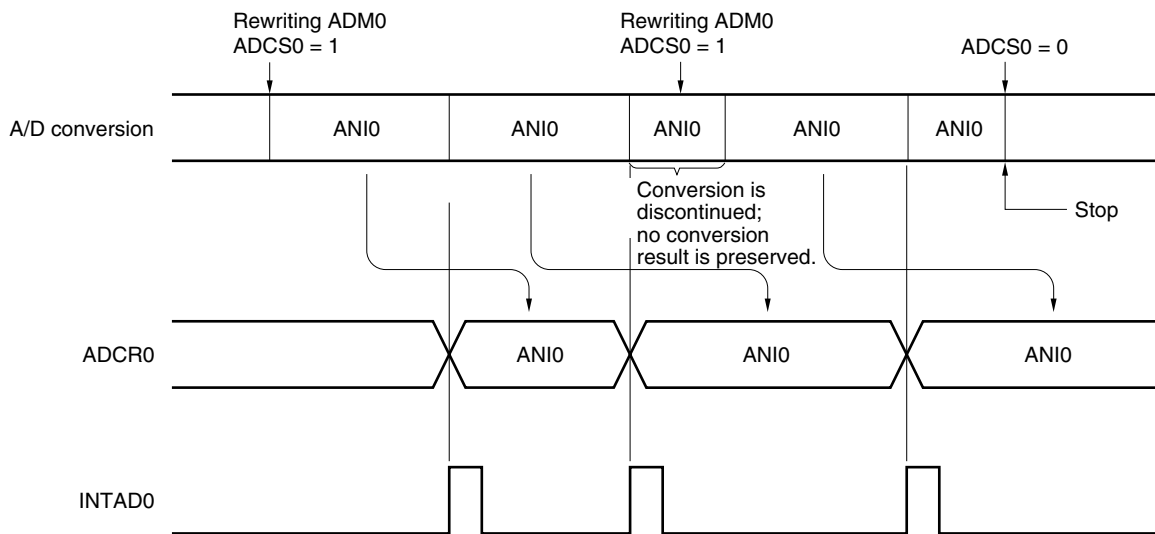 Rewriting ADM0
ADCS0 = 1
Rewriting ADM0
ADCS0 = 1
ADCS0 = 0
A/D conversion
ANI0
ANI0
ANI0
ANI0
ANI0
Conversion is
discontinued;
no conversion
result is preserved.
Stop
ADCR0
ANI0
ANI0
ANI0
INTAD0